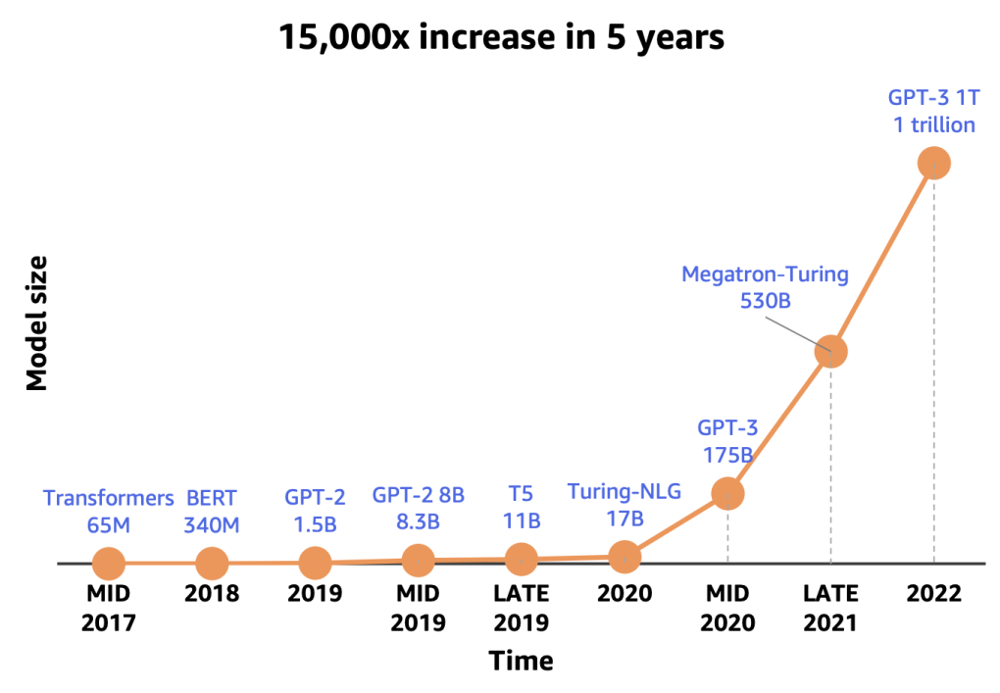 15,000x increase in 5 years
GPT-3 1T
1 trillion
Megatron-Turing
530B
GPT-3
175B
Transformers
65M
BERT
340M
GPT-2
1.5B
GPT-2 8B
8.3B
T5
11B
Turing-NLG
17B
Model size
MID
2017
2018
2019
MID
2019
LATE
2019
2020
MID
2020
LATE
2021
2022
Time